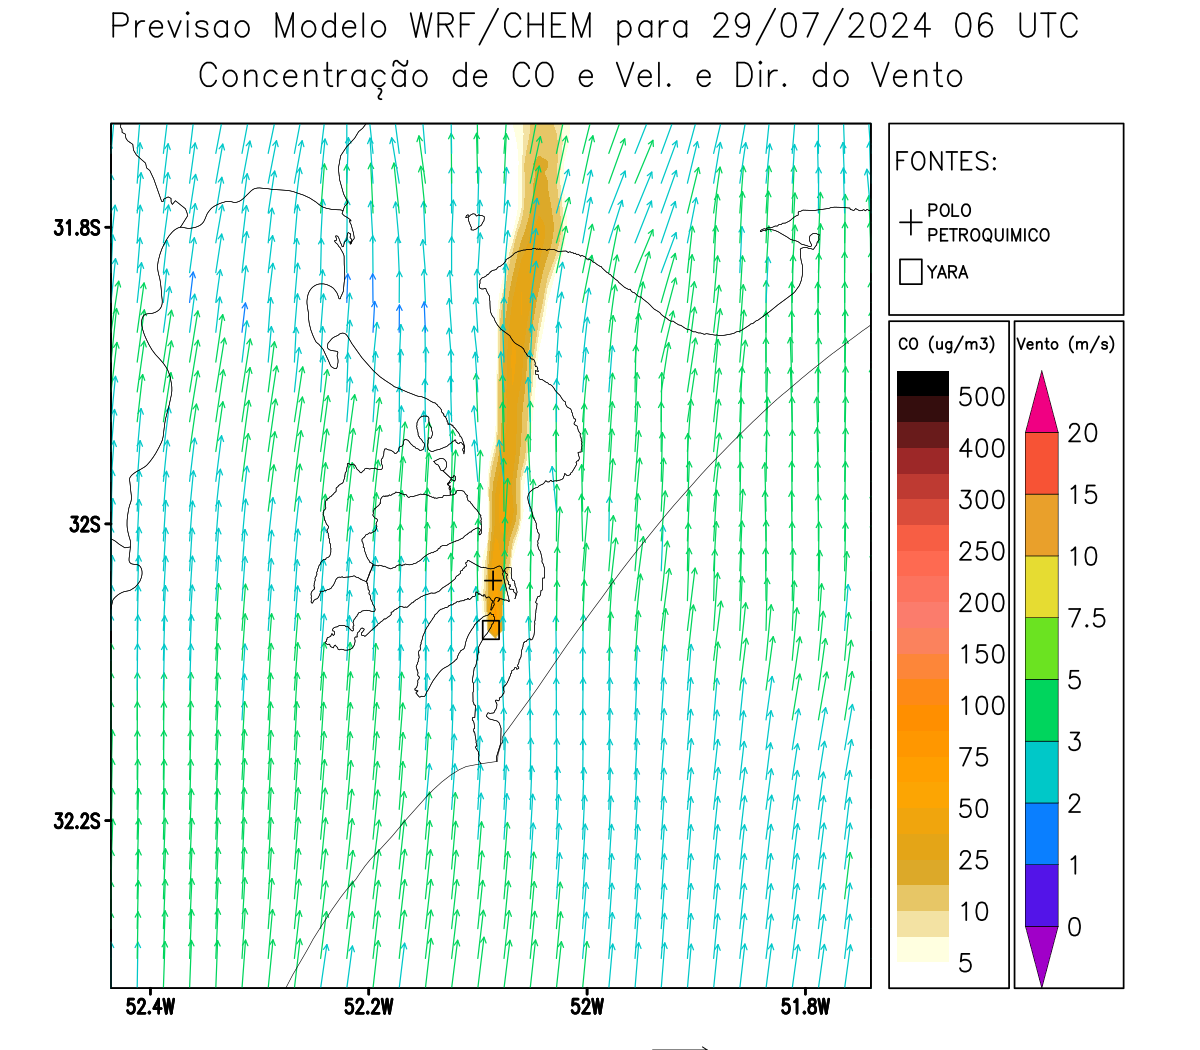 Previsao Modelo WRF/CHEM para 29/07/2024 06 UTC
Concentração de CO e Vel. e Dir. do Vento
FONTES:
POLO
PETROQUIMICO
YARA
CO (ug/m3)
500
400
300
250
200
150
100
75
50
25
10
5
Vento (m/s)
20
15
10
7.5
5
3
2
1
0
31.8S
32S
32.2S
52.4W
52.2W
52W
51.8W